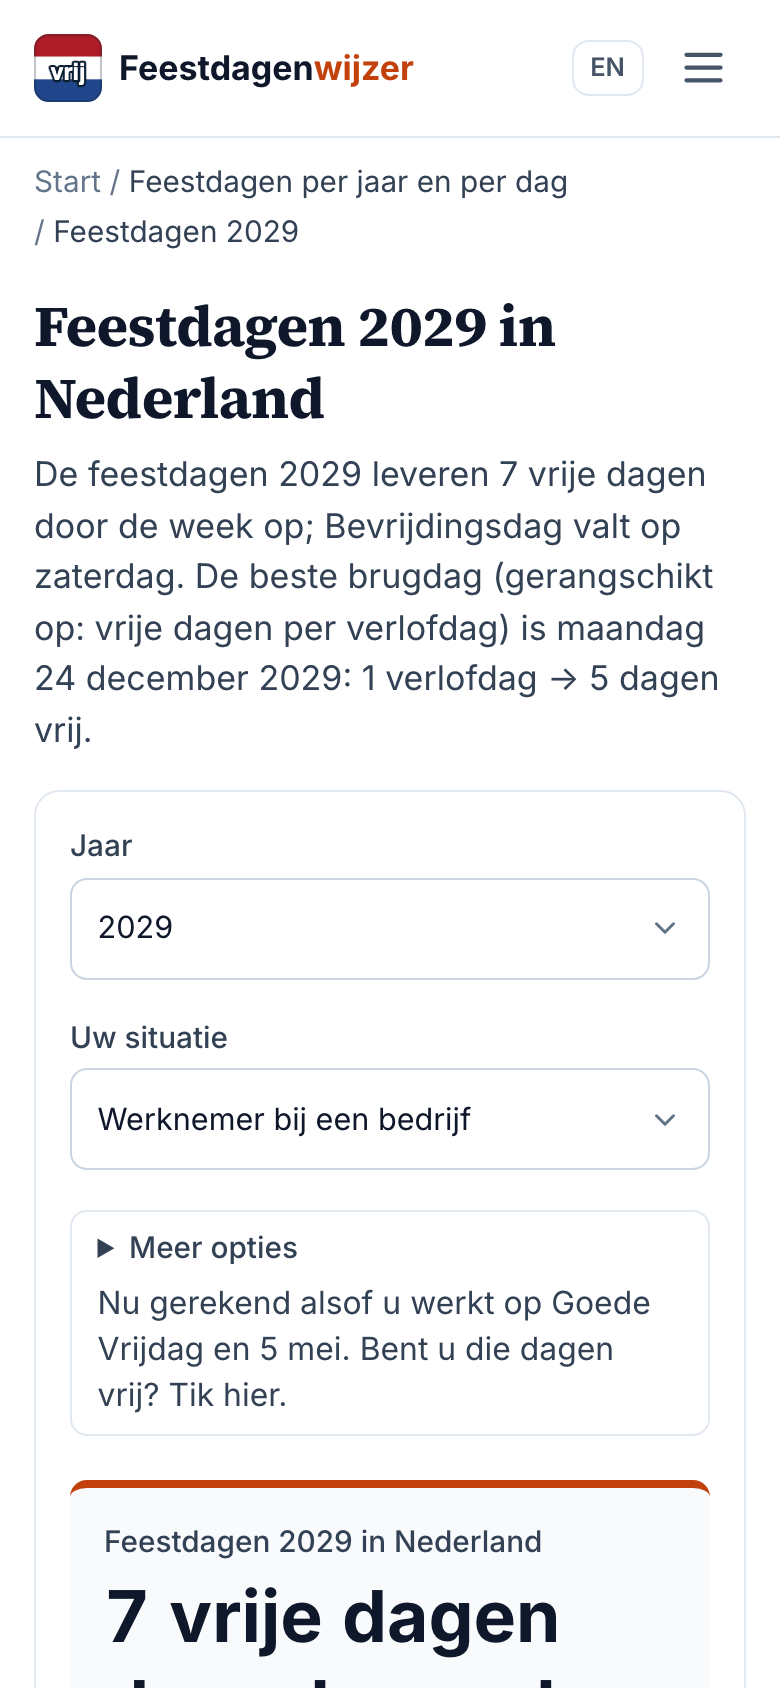 vrij Feestdagenwijzer EN
Start / Feestdagen per jaar en per dag
/ Feestdagen 2029
Feestdagen 2029 in
Nederland
De feestdagen 2029 leveren 7 vrije dagen
door de week op; Bevrijdingsdag valt op
zaterdag. De beste brugdag (gerangschikt
op: vrije dagen per verlofdag) is maandag
24 december 2029: 1 verlofdag → 5 dagen
vrij.
Jaar
2029
Uw situatie
Werknemer bij een bedrijf
▶ Meer opties
Nu gerekend alsof u werkt op Goede
Vrijdag en 5 mei. Bent u die dagen
vrij? Tik hier.
Feestdagen 2029 in Nederland
7 vrije dagen